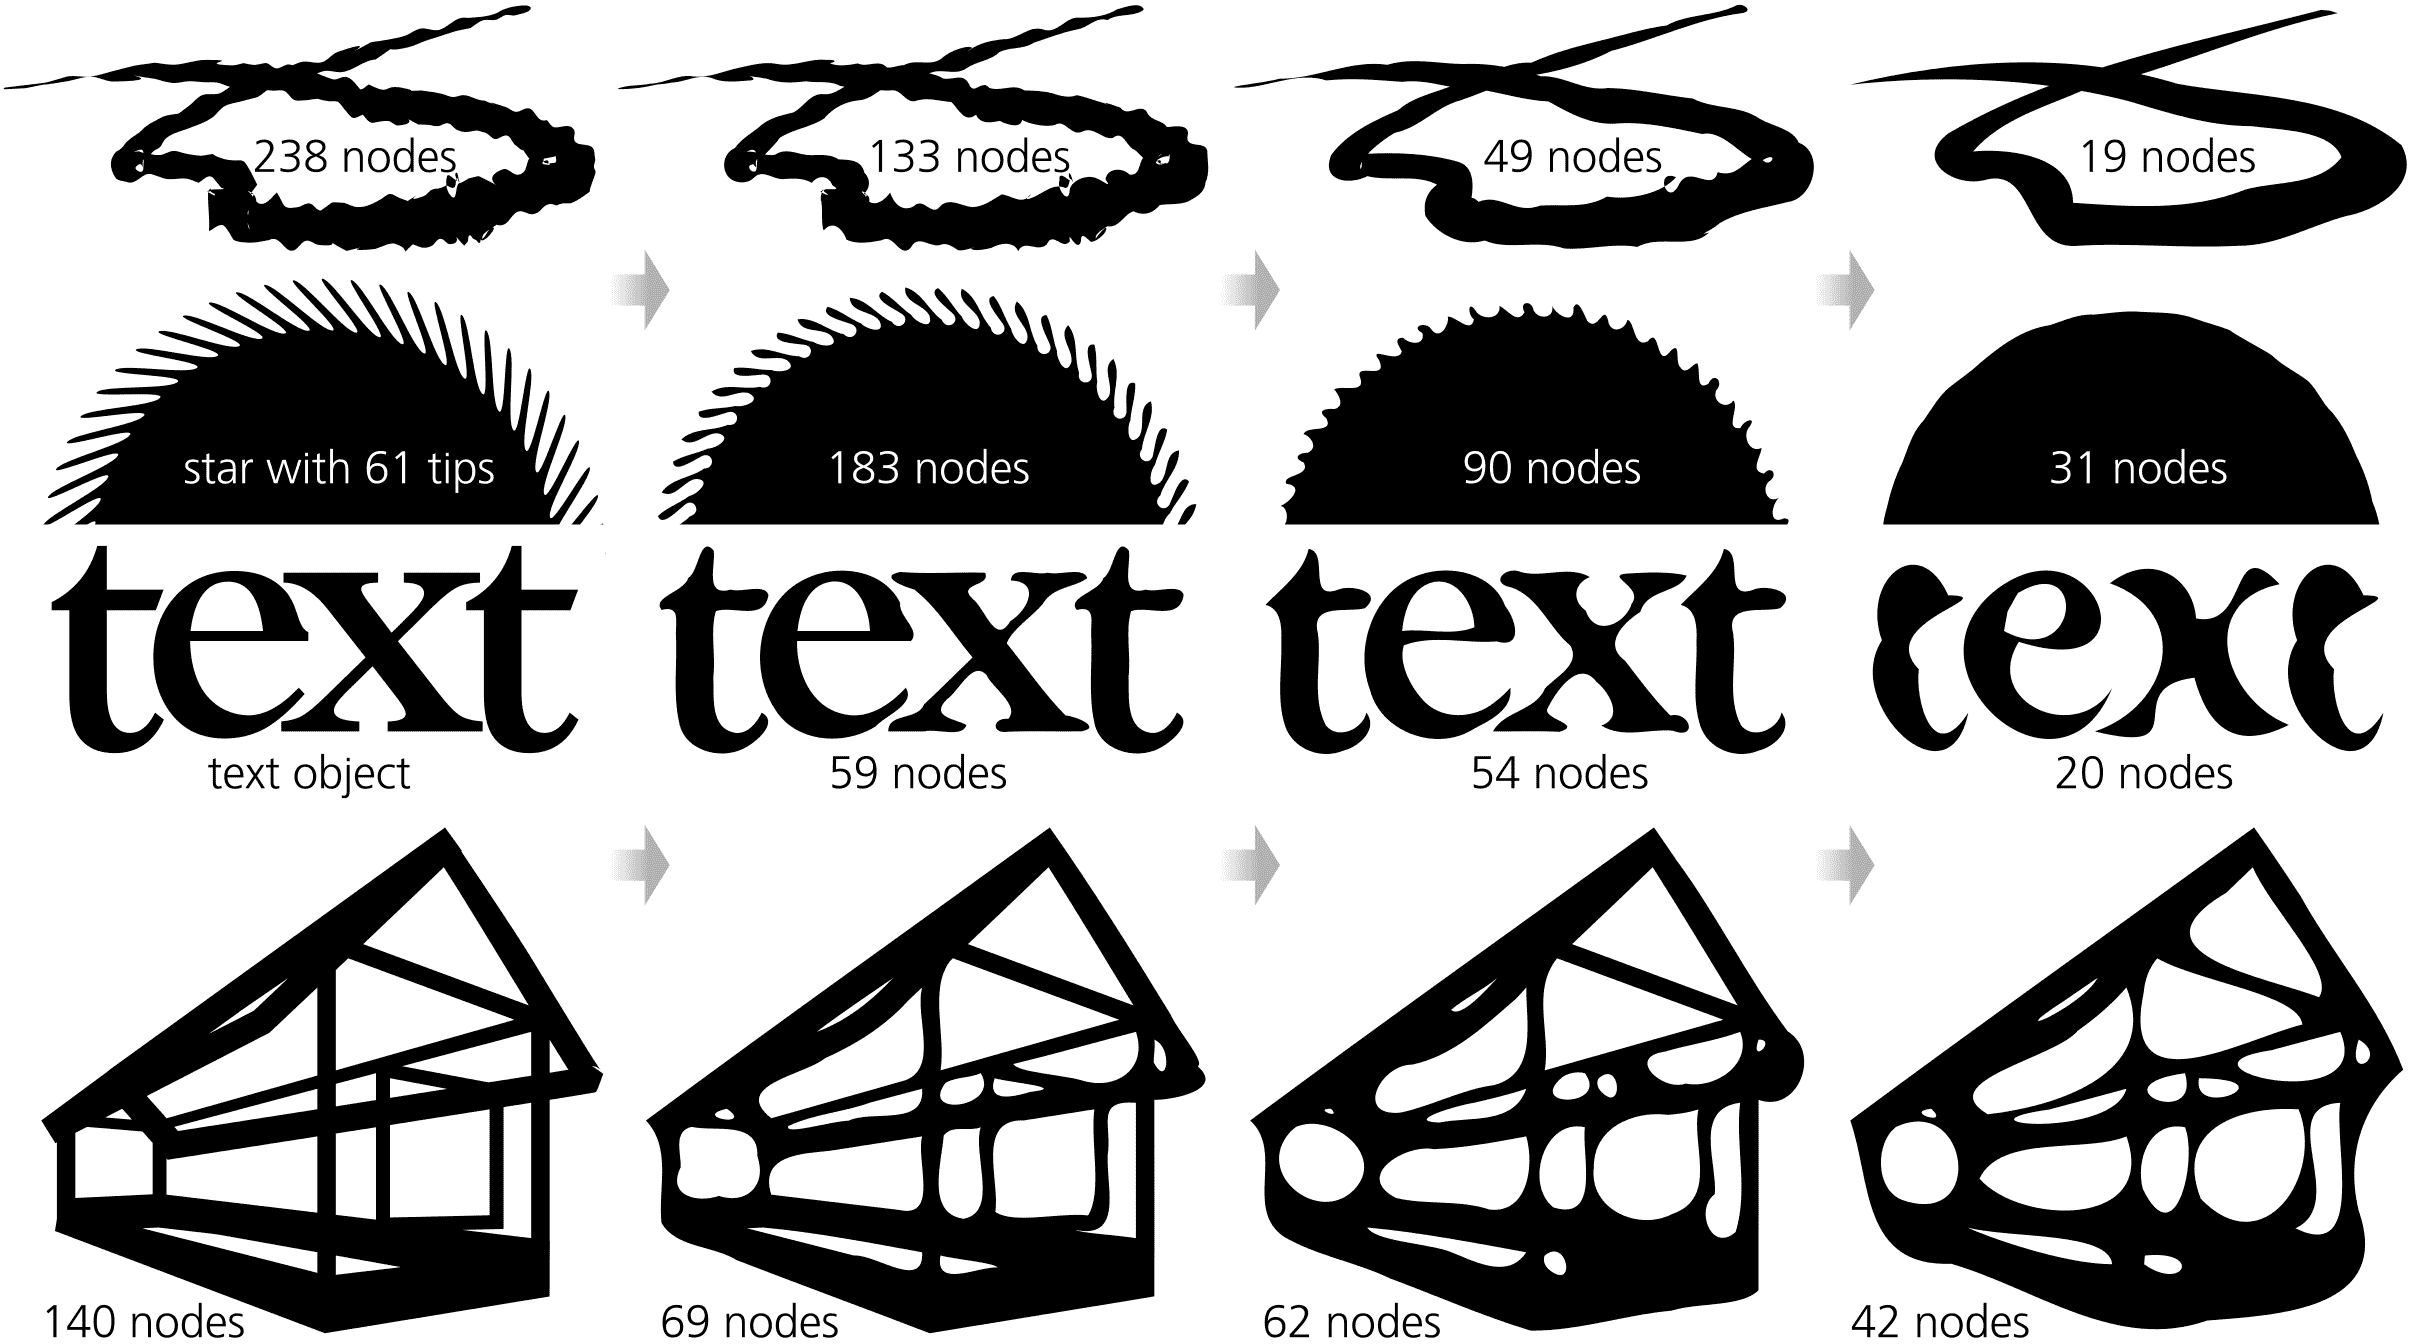 238 nodes
133 nodes
49 nodes
19 nodes
star with 61 tips
183 nodes
90 nodes
31 nodes
text
text
text
text
text object
59 nodes
54 nodes
20 nodes
140 nodes
69 nodes
62 nodes
42 nodes